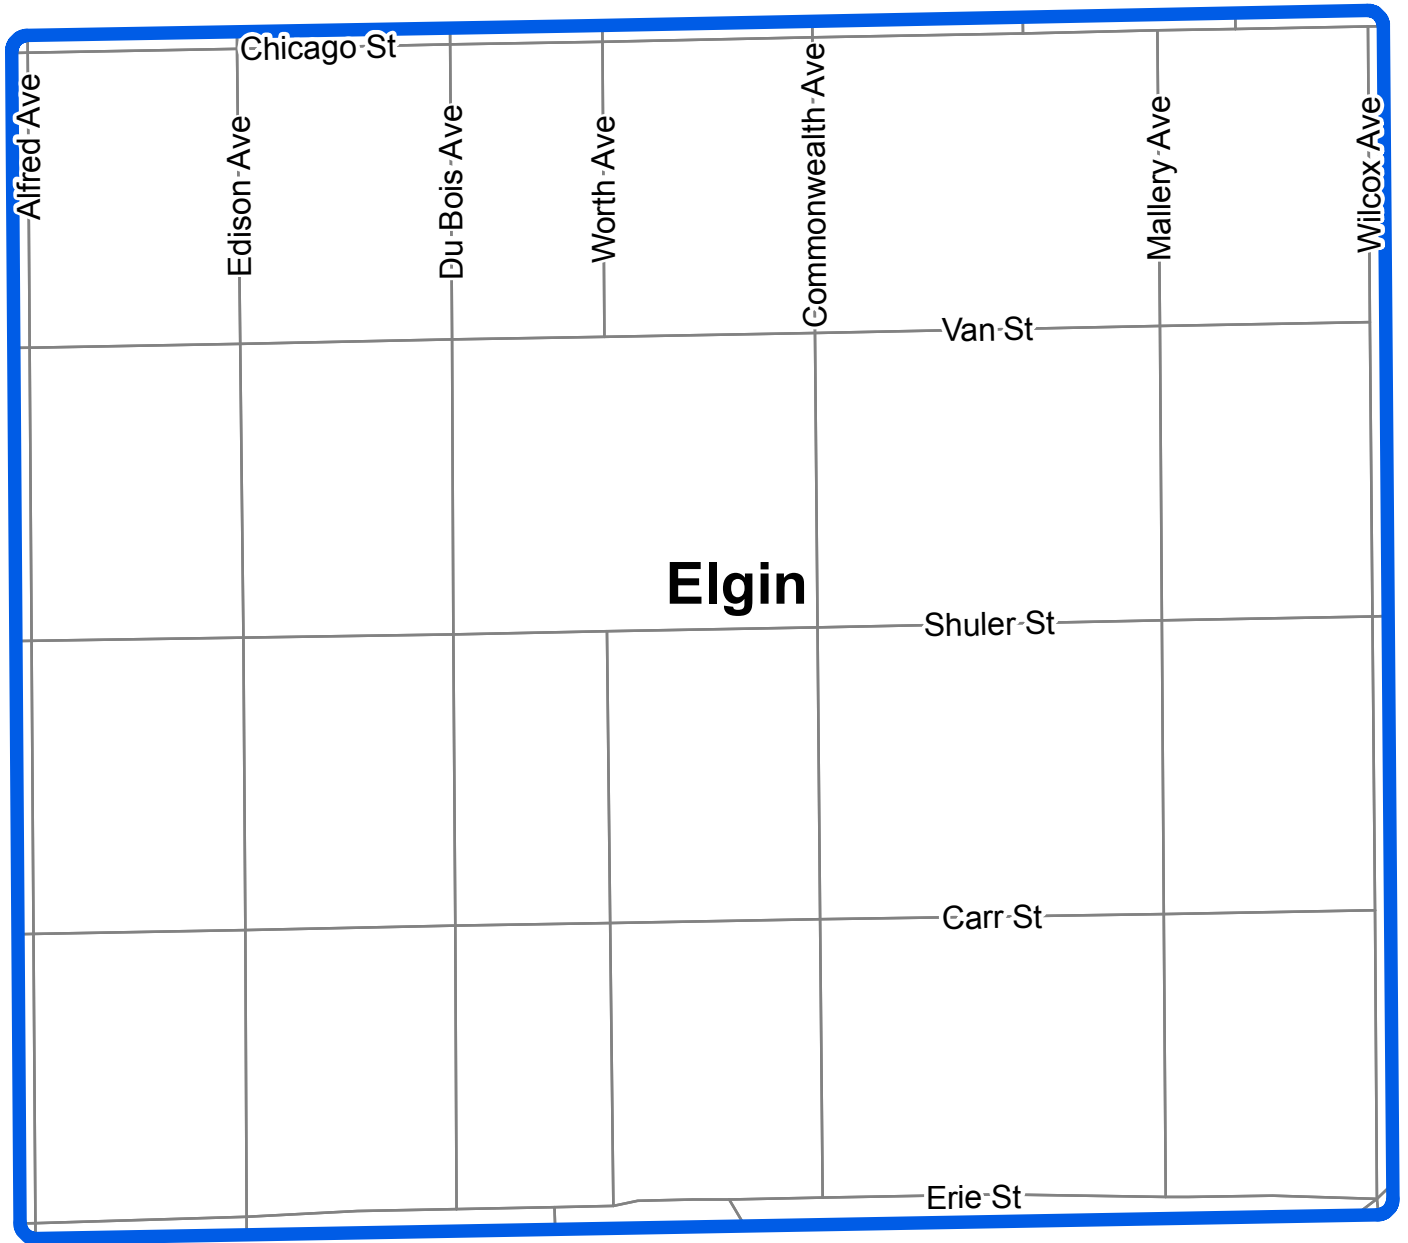 Chicago St
Alfred Ave
Edison Ave
Du Bois Ave
Worth Ave
Commonwealth Ave
Mallery Ave
Wilcox Ave
Van St
Elgin
Shuler St
Carr St
Erie St